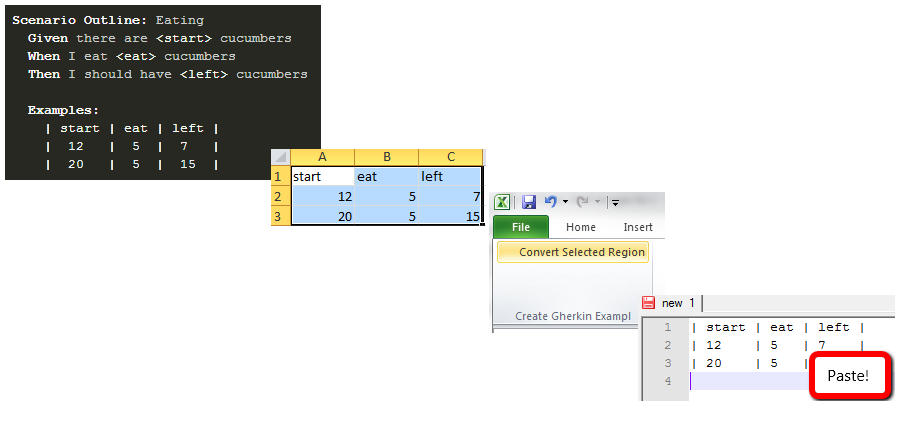 Scenario Outline: Eating
Given there are <start> cucumbers
When I eat <eat> cucumbers
Then I should have <left> cucumbers
Examples:
| start | eat | left |
| 12 | 5 | 7 |
| 20 | 5 | 15 |
A B C
1 start eat left
2 12 5 7
3 20 5 15
File Home Insert
Convert Selected Region
Create Gherkin Exampl
new 1
1 | start | eat | left |
2 | 12 | 5 | 7 |
3 | 20 | 5 |
4
Paste!